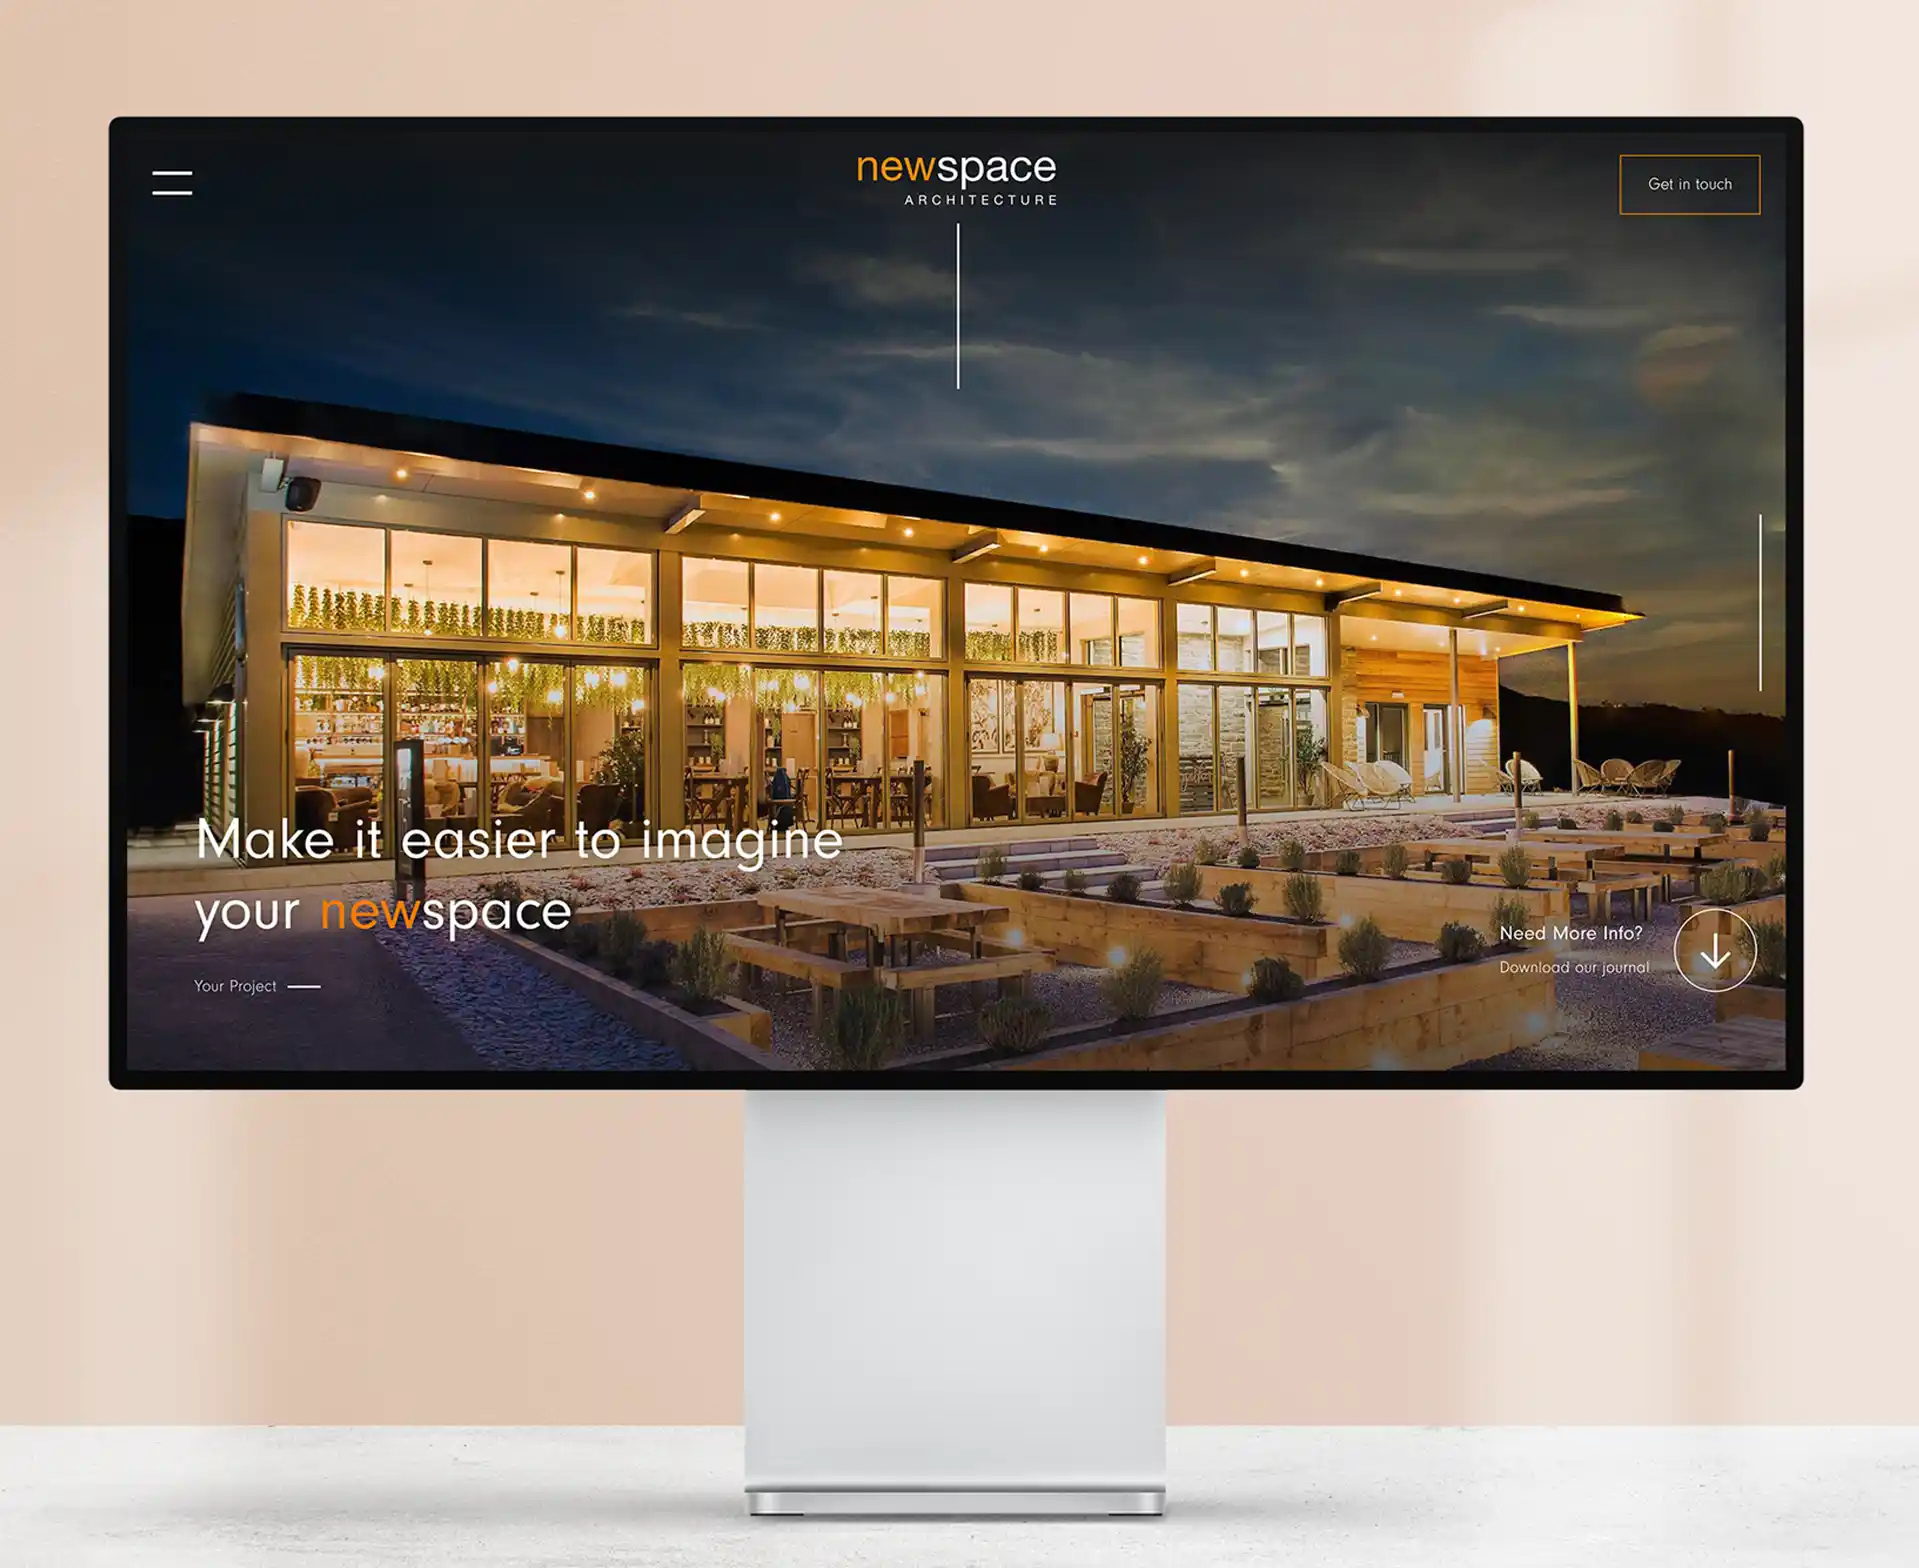 newspace
ARCHITECTURE
Get in touch
Make it easier to imagine
your newspace
Your Project
Need More Info?
Download our journal